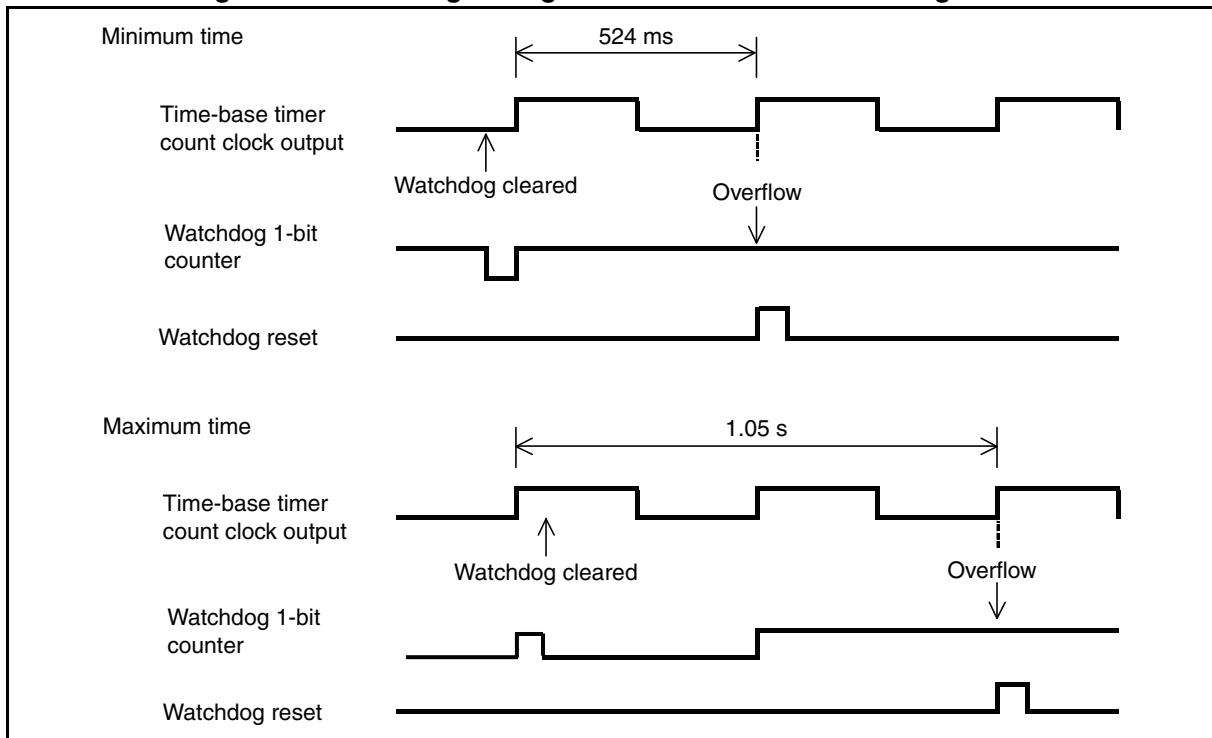 Minimum time
524 ms
Time-base timer
count clock output
Watchdog cleared
Overflow
Watchdog 1-bit
counter
Watchdog reset
Maximum time
1.05 s
Time-base timer
count clock output
Watchdog cleared
Overflow
Watchdog 1-bit
counter
Watchdog reset